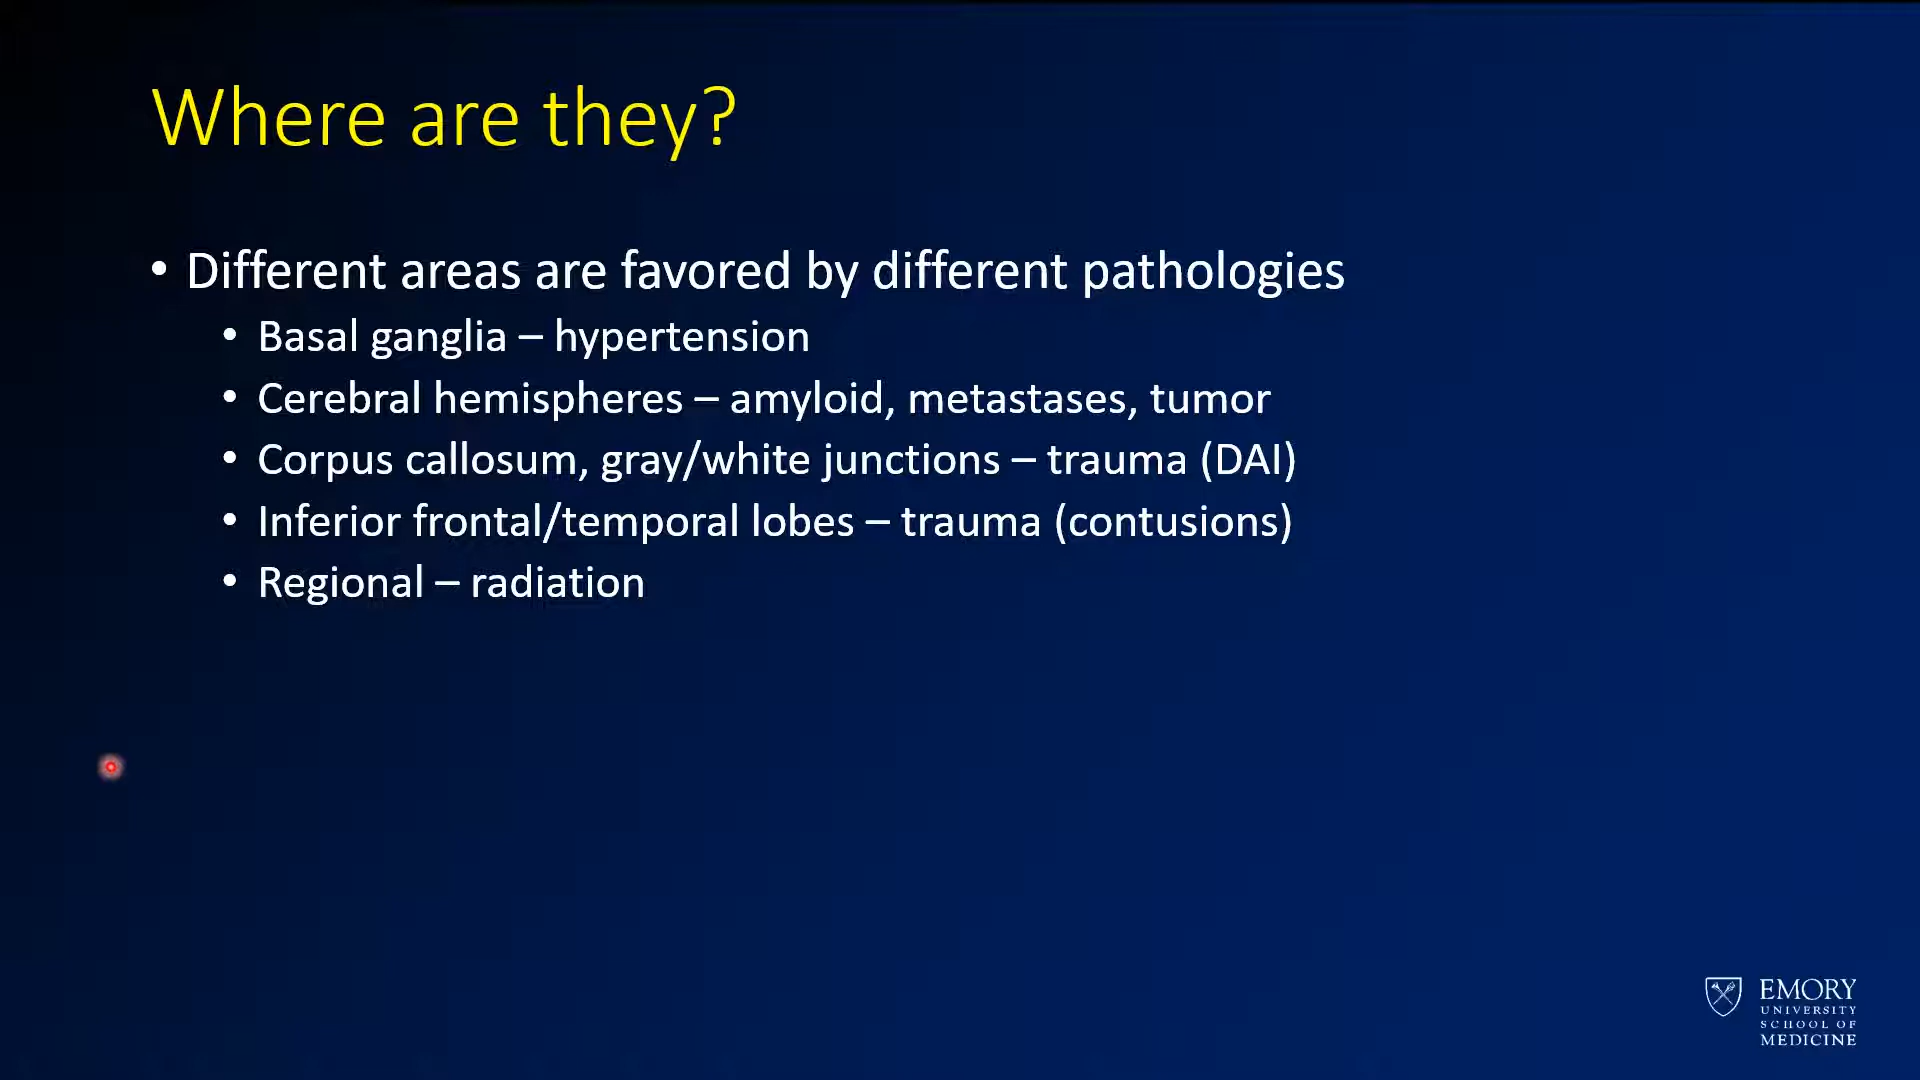 Where are they?
• Different areas are favored by different pathologies
• Basal ganglia – hypertension
• Cerebral hemispheres – amyloid, metastases, tumor
• Corpus callosum, gray/white junctions – trauma (DAI)
• Inferior frontal/temporal lobes – trauma (contusions)
• Regional – radiation
EMORY
UNIVERSITY
SCHOOL OF
MEDICINE